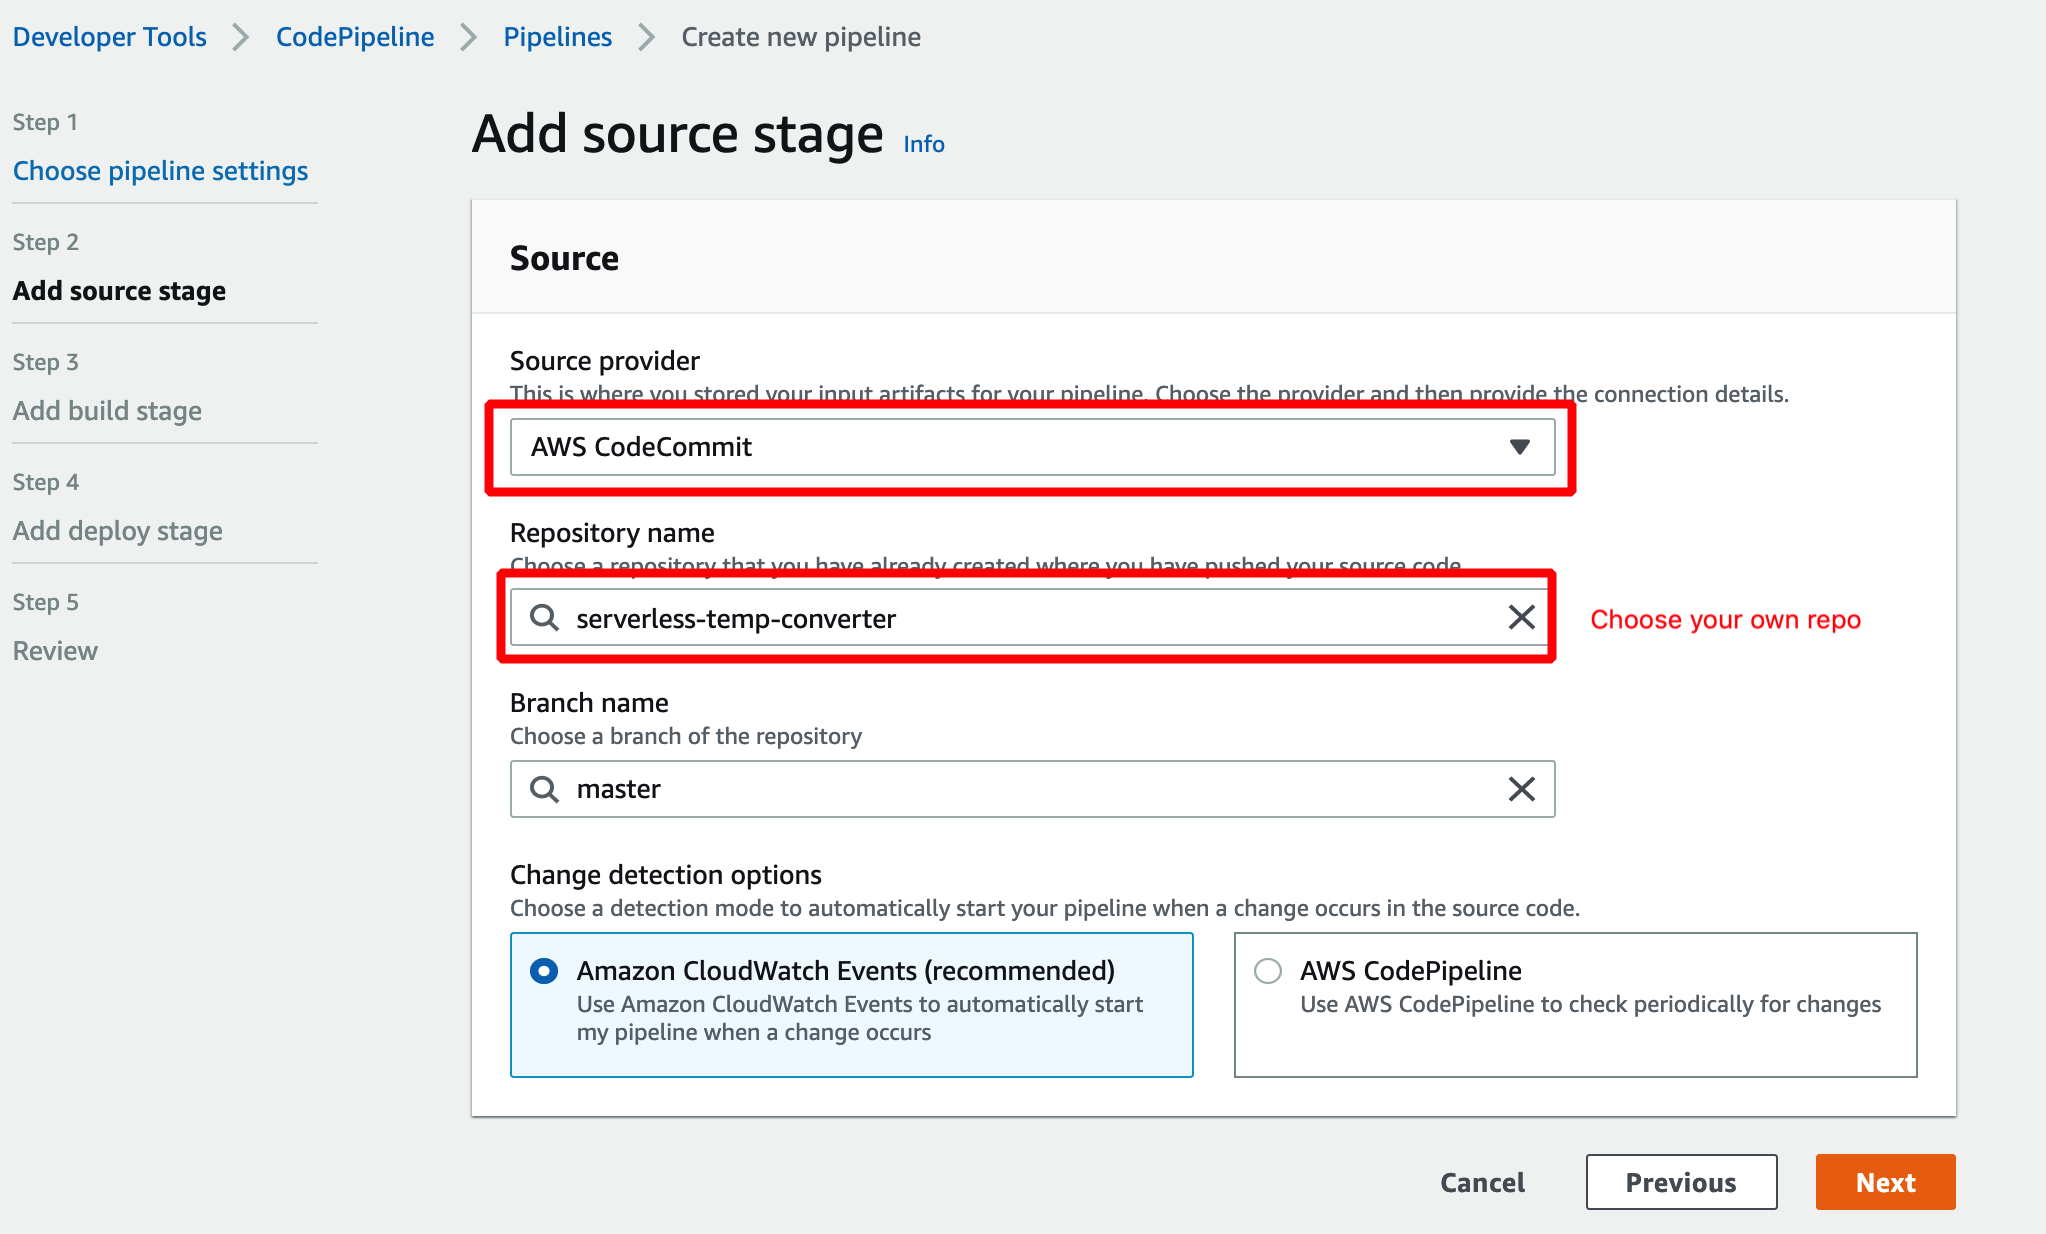 Developer Tools > CodePipeline > Pipelines > Create new pipeline
Step 1
Choose pipeline settings
Step 2
Add source stage
Step 3
Add build stage
Step 4
Add deploy stage
Step 5
Review
Add source stage Info
Source
Source provider
This is where you stored your input artifacts for your pipeline. Choose the provider and then provide the connection details.
AWS CodeCommit
Repository name
Choose a repository that you have already created where you have pushed your source code.
serverless-temp-converter
Choose your own repo
Branch name
Choose a branch of the repository
master
Change detection options
Choose a detection mode to automatically start your pipeline when a change occurs in the source code.
Amazon CloudWatch Events (recommended)
Use Amazon CloudWatch Events to automatically start
my pipeline when a change occurs
AWS CodePipeline
Use AWS CodePipeline to check periodically for changes
Cancel
Previous
Next